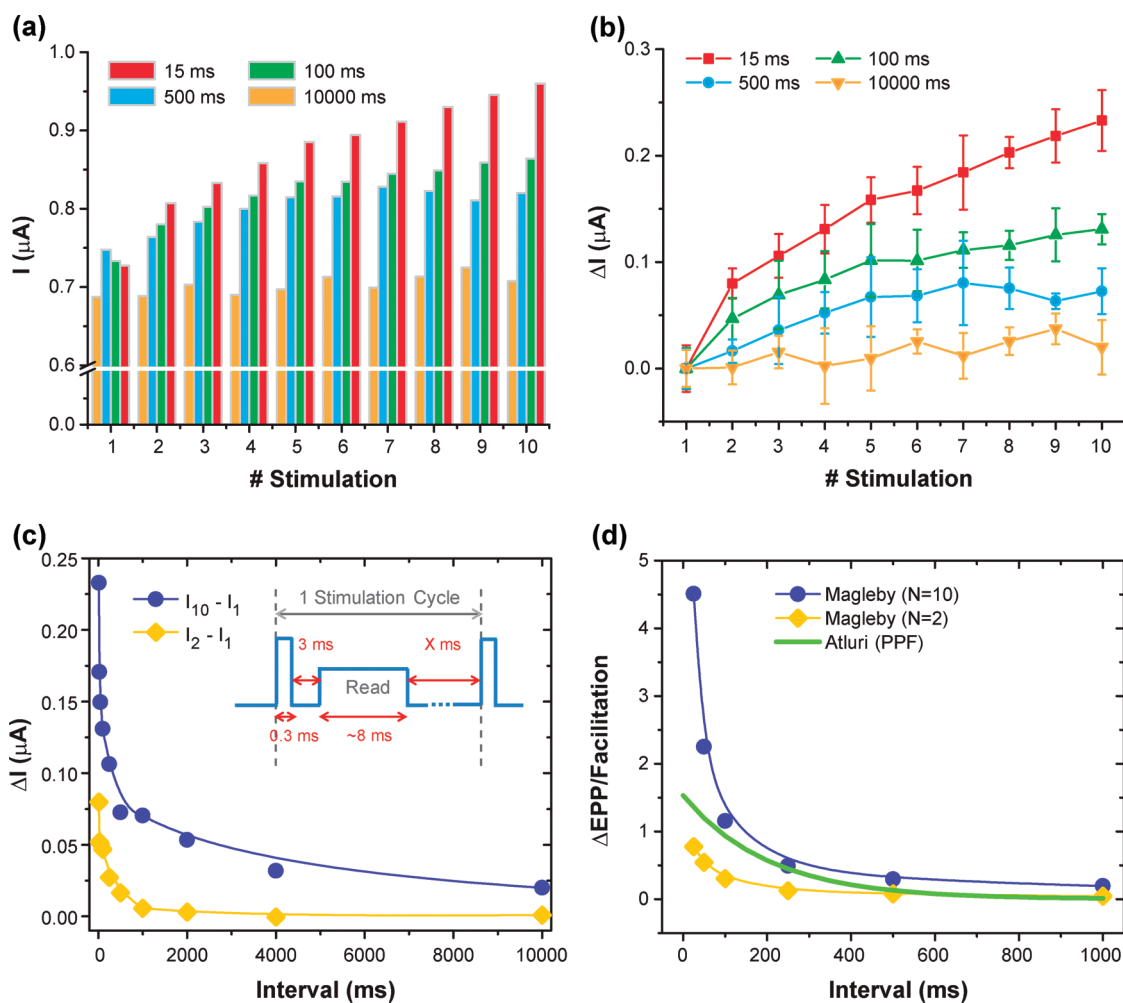 (a)
1.0
0.9
0.8
0.7
0.6
0.0
I (μA)
15 ms
100 ms
500 ms
10000 ms
1 2 3 4 5 6 7 8 9 10
# Stimulation
(b)
0.3
0.2
0.1
0.0
ΔI (μA)
15 ms
100 ms
500 ms
10000 ms
1 2 3 4 5 6 7 8 9 10
# Stimulation
(c)
0.25
0.20
0.15
0.10
0.05
0.00
ΔI (μA)
I10 - I1
I2 - I1
1 Stimulation Cycle
3 ms
X ms
Read
0.3 ms
~8 ms
0 2000 4000 6000 8000 10000
Interval (ms)
(d)
5
4
3
2
1
0
ΔEPP/Facilitation
Magleby (N=10)
Magleby (N=2)
Atluri (PPF)
0 200 400 600 800 1000
Interval (ms)